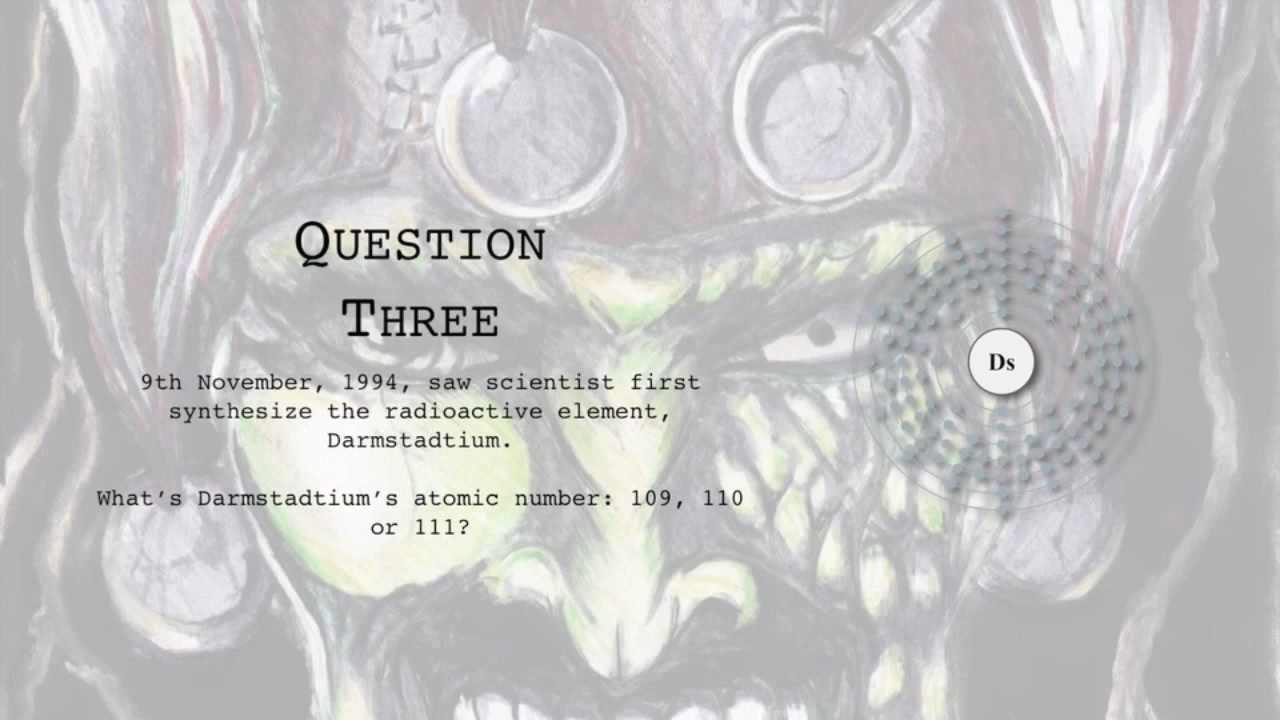 QUESTION
THREE
9th November, 1994, saw scientist first
synthesize the radioactive element,
Darmstadtium.
What's Darmstadtium's atomic number: 109, 110
or 111?
Ds